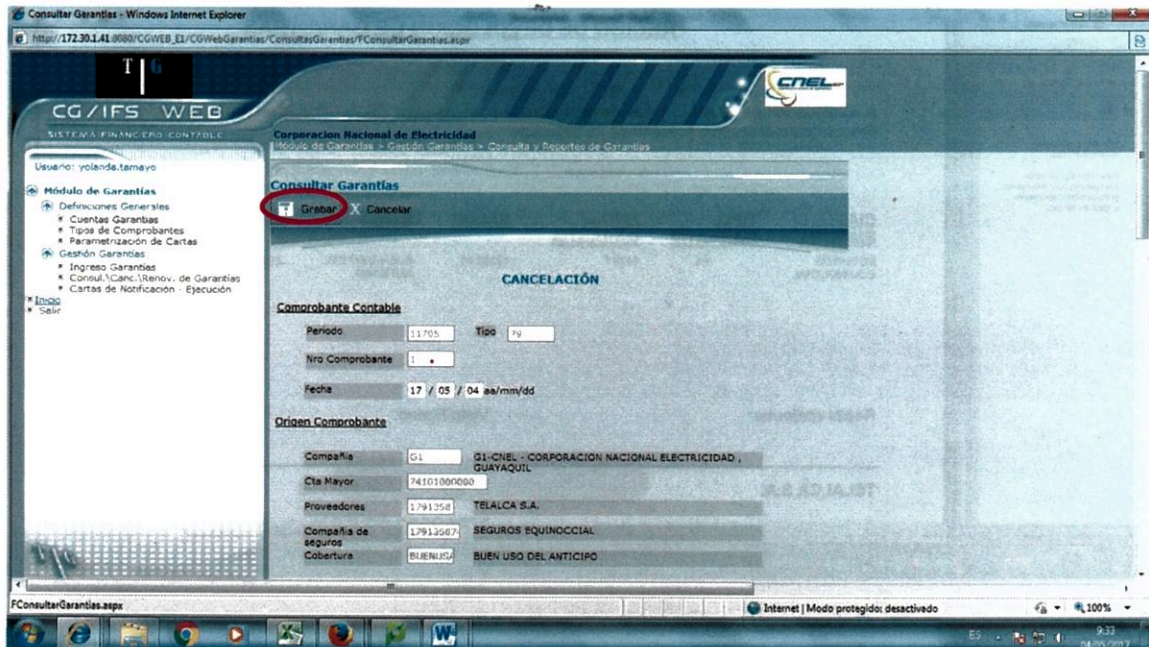 Consultar Garantías - Windows Internet Explorer
http://172.30.1.41:8080/CGWEB_E1/CGWebGarantias/ConsultasGarantias/FConsultarGarantias.aspx
T | G
CG/IFS WEB
SISTEMA FINANCIERO CONTABLE
CNEL
Corporacion Nacional de Electricidad
Módulo de Garantías > Gestión Garantías > Consulta y Reportes de Garantías
Usuario: yolanda.tamayo
Módulo de Garantías
Definiciones Generales
Cuentas Garantías
Tipos de Comprobantes
Parametrización de Cartas
Gestión Garantías
Ingreso Garantías
Consul.\Canc.\Renov. de Garantías
Cartas de Notificación - Ejecución
Inicio
Salir
Consultar Garantías
Grabar X Cancelar
CANCELACIÓN
Comprobante Contable
Periodo 11705 Tipo 79
Nro Comprobante 1
Fecha 17 / 05 / 04 aa/mm/dd
Origen Comprobante
Compañía G1 G1-CNEL - CORPORACION NACIONAL ELECTRICIDAD ,
GUAYAQUIL
Cta Mayor 74101000000
Proveedores 1791358 TELALCA S.A.
Compañía de
seguros 17913587 SEGUROS EQUINOCCIAL
Cobertura BUENUSA BUEN USO DEL ANTICIPO
FConsultarGarantias.aspx
Internet | Modo protegido: desactivado
100%
ES
9:33
04/05/2017